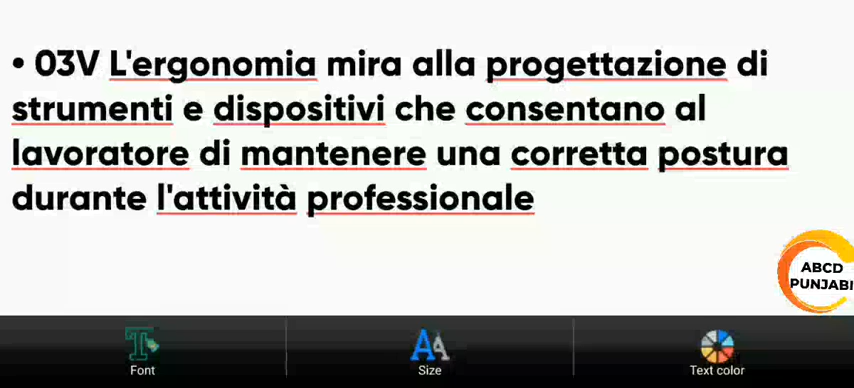 • 03V L'ergonomia mira alla progettazione di
strumenti e dispositivi che consentano al
lavoratore di mantenere una corretta postura
durante l'attività professionale
ABCD
PUNJABI
Font
Size
Text color